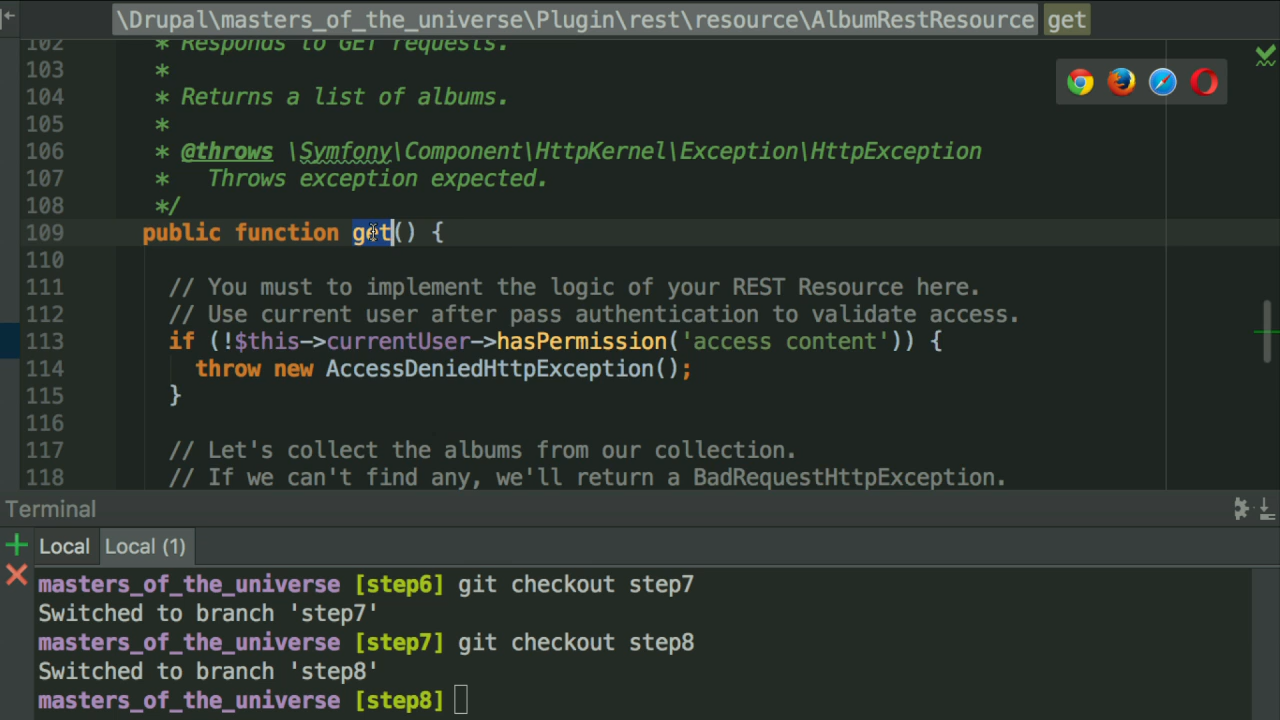 \Drupal\masters_of_the_universe\Plugin\rest\resource\AlbumRestResource get
102 * Responds to GET requests.
103 *
104 * Returns a list of albums.
105 *
106 * @throws \Symfony\Component\HttpKernel\Exception\HttpException
107 * Throws exception expected.
108 */
109 public function get() {
110
111 // You must to implement the logic of your REST Resource here.
112 // Use current user after pass authentication to validate access.
113 if (!$this->currentUser->hasPermission('access content')) {
114 throw new AccessDeniedHttpException();
115 }
116
117 // Let's collect the albums from our collection.
118 // If we can't find any, we'll return a BadRequestHttpException.
Terminal
Local Local (1)
masters_of_the_universe [step6] git checkout step7
Switched to branch 'step7'
masters_of_the_universe [step7] git checkout step8
Switched to branch 'step8'
masters_of_the_universe [step8]